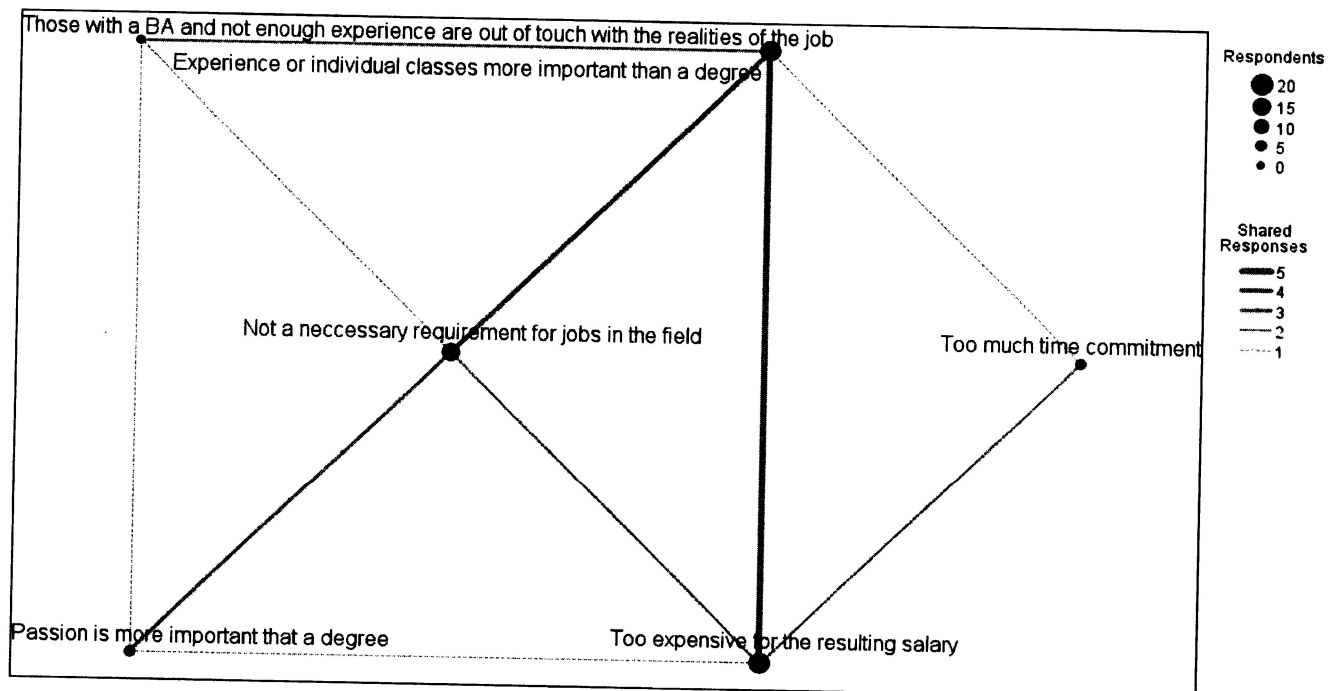 Those with a BA and not enough experience are out of touch with the realities of the job
Experience or individual classes more important than a degree
Not a neccessary requirement for jobs in the field
Too much time commitment
Passion is more important that a degree
Too expensive for the resulting salary
Respondents
20
15
10
5
0
Shared
Responses
5
4
3
2
1